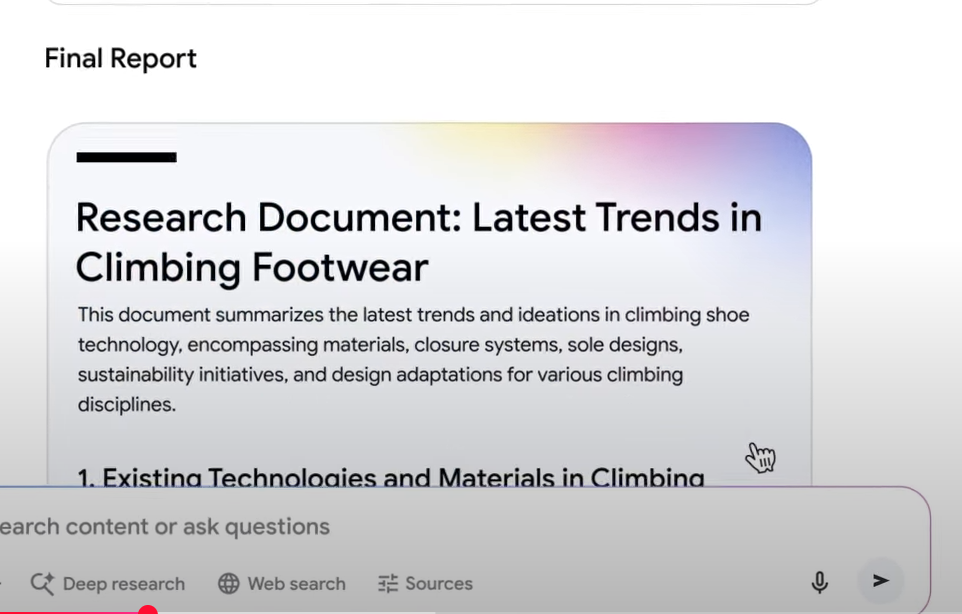 Final Report
Research Document: Latest Trends in
Climbing Footwear
This document summarizes the latest trends and ideations in climbing shoe
technology, encompassing materials, closure systems, sole designs,
sustainability initiatives, and design adaptations for various climbing
disciplines.
1. Existing Technologies and Materials in Climbing
earch content or ask questions
Deep research Web search Sources